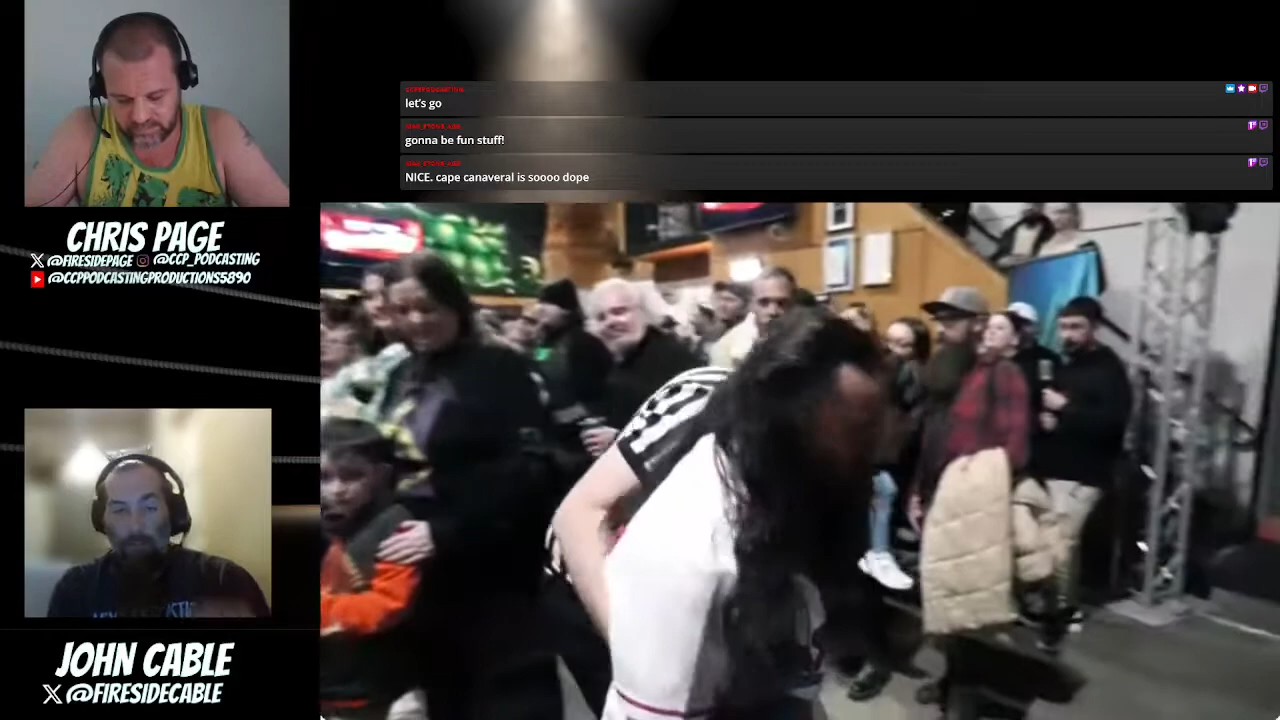 let's go
gonna be fun stuff!
NICE. cape canaveral is soooo dope
CHRIS PAGE
@FIRESIDEPAGE @CCP_PODCASTING
@CCPPODCASTINGPRODUCTIONS5890
JOHN CABLE
@FIRESIDECABLE